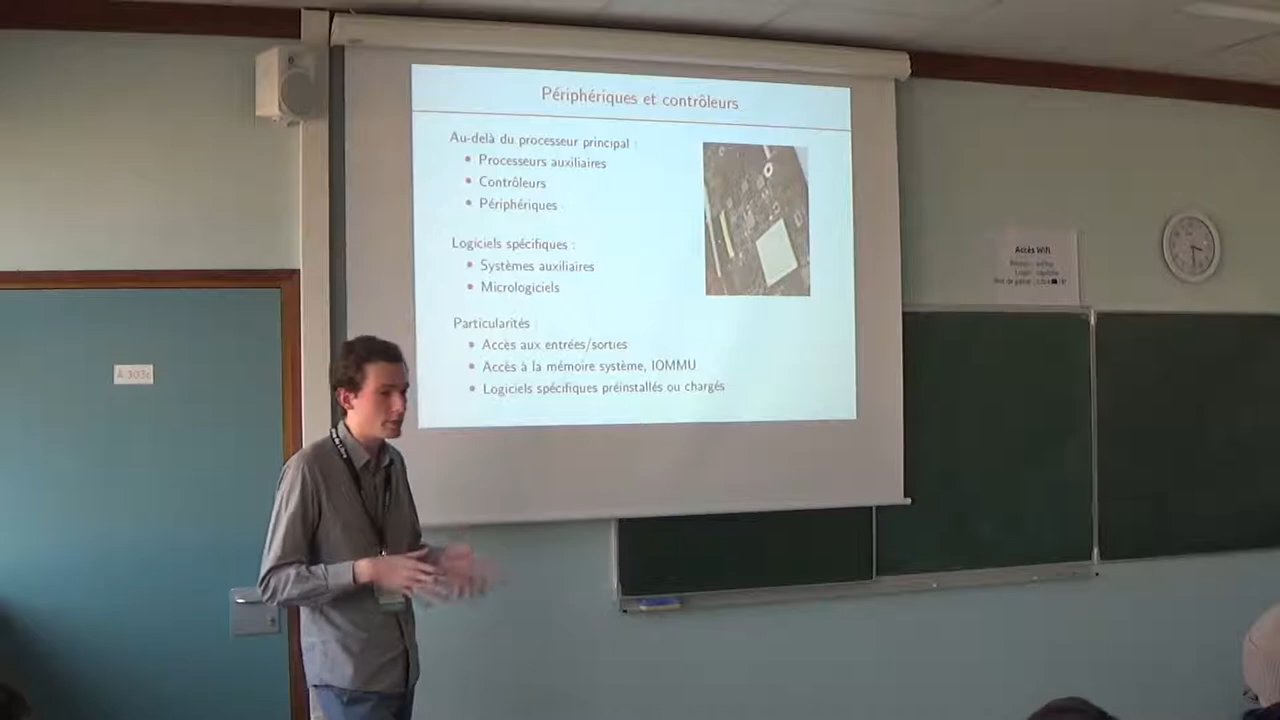 Périphériques et contrôleurs
Au-delà du processeur principal :
Processeurs auxiliaires
Contrôleurs
Périphériques
Logiciels spécifiques :
Systèmes auxiliaires
Micrologiciels
Particularités :
Accès aux entrées/sorties
Accès à la mémoire système, IOMMU
Logiciels spécifiques préinstallés ou chargés
Accès Wifi
A 303c